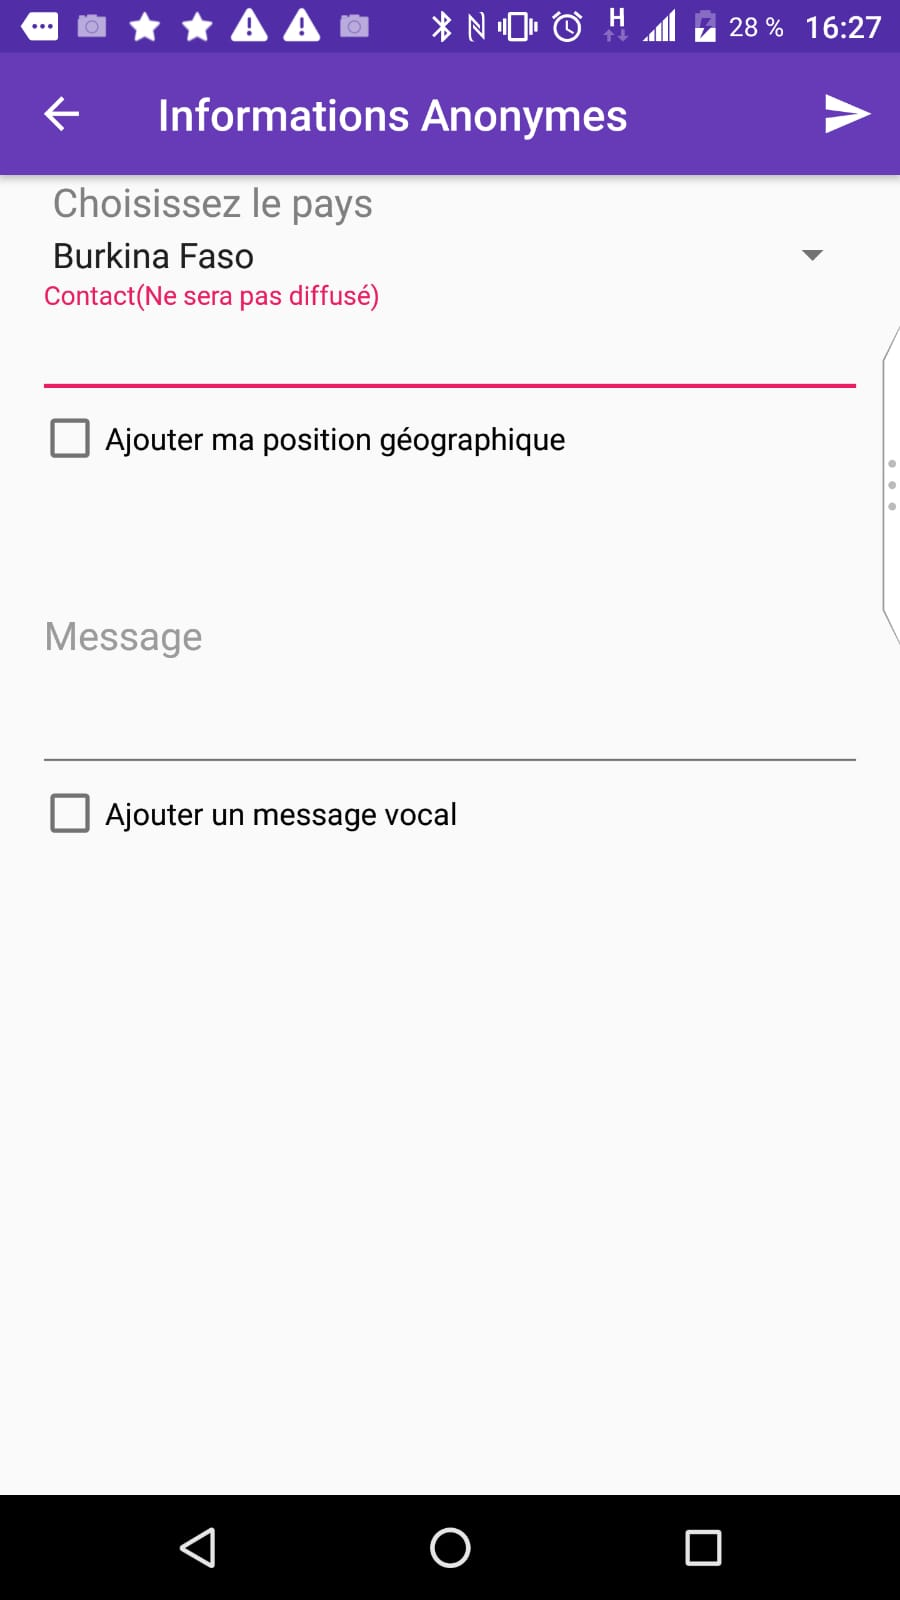 H 28 % 16:27
Informations Anonymes
Choisissez le pays
Burkina Faso
Contact(Ne sera pas diffusé)
Ajouter ma position géographique
Message
Ajouter un message vocal